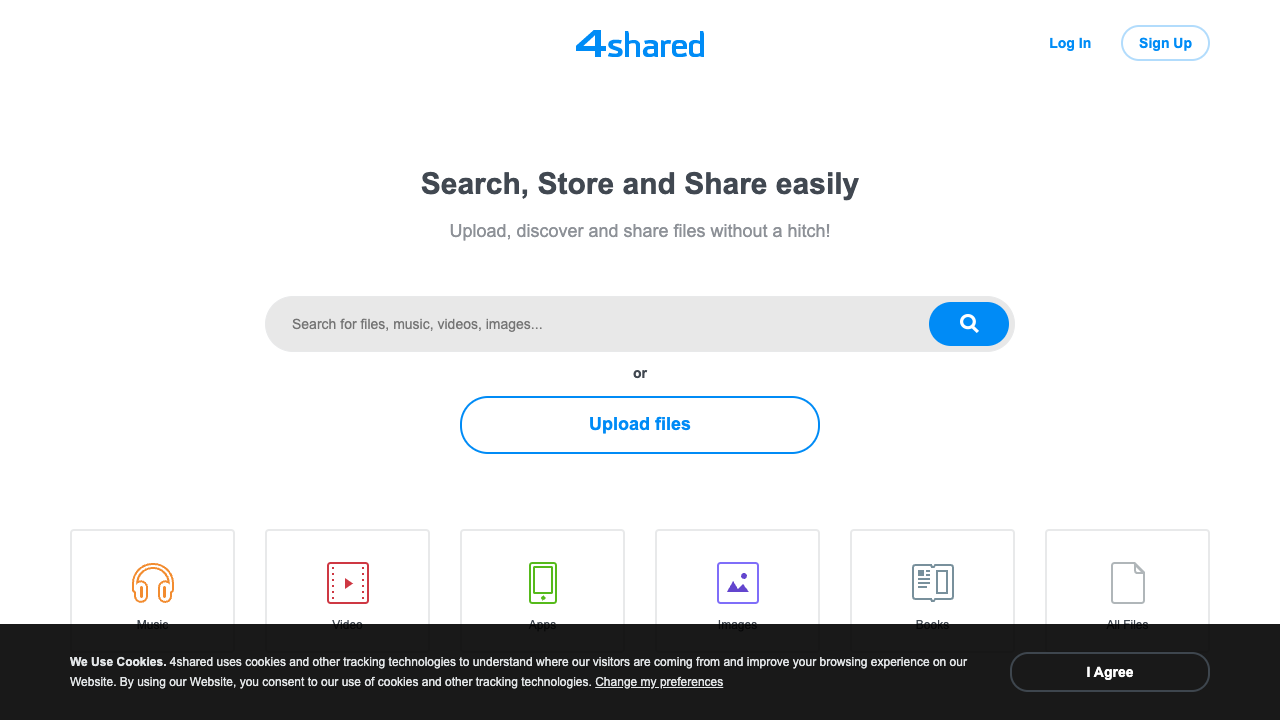 4shared
Log In
Sign Up
Search, Store and Share easily
Upload, discover and share files without a hitch!
Search for files, music, videos, images...
or
Upload files
Music
Video
Apps
Images
Books
All Files
We Use Cookies. 4shared uses cookies and other tracking technologies to understand where our visitors are coming from and improve your browsing experience on our
Website. By using our Website, you consent to our use of cookies and other tracking technologies. Change my preferences
I Agree